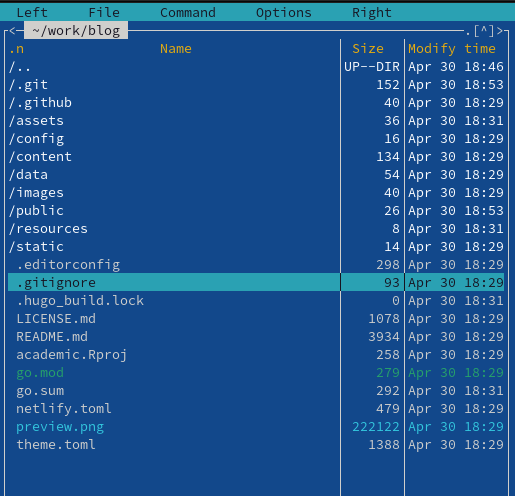 Left File Command Options Right
<─ ~/work/blog ─.[^]>
.n Name Size Modify time
/.. UP--DIR Apr 30 18:46
/.git 152 Apr 30 18:53
/.github 40 Apr 30 18:29
/assets 36 Apr 30 18:31
/config 16 Apr 30 18:29
/content 134 Apr 30 18:29
/data 54 Apr 30 18:29
/images 40 Apr 30 18:29
/public 26 Apr 30 18:53
/resources 8 Apr 30 18:31
/static 14 Apr 30 18:29
.editorconfig 298 Apr 30 18:29
.gitignore 93 Apr 30 18:29
.hugo_build.lock 0 Apr 30 18:31
LICENSE.md 1078 Apr 30 18:29
README.md 3934 Apr 30 18:29
academic.Rproj 258 Apr 30 18:29
go.mod 279 Apr 30 18:29
go.sum 292 Apr 30 18:31
netlify.toml 479 Apr 30 18:29
preview.png 222122 Apr 30 18:29
theme.toml 1388 Apr 30 18:29